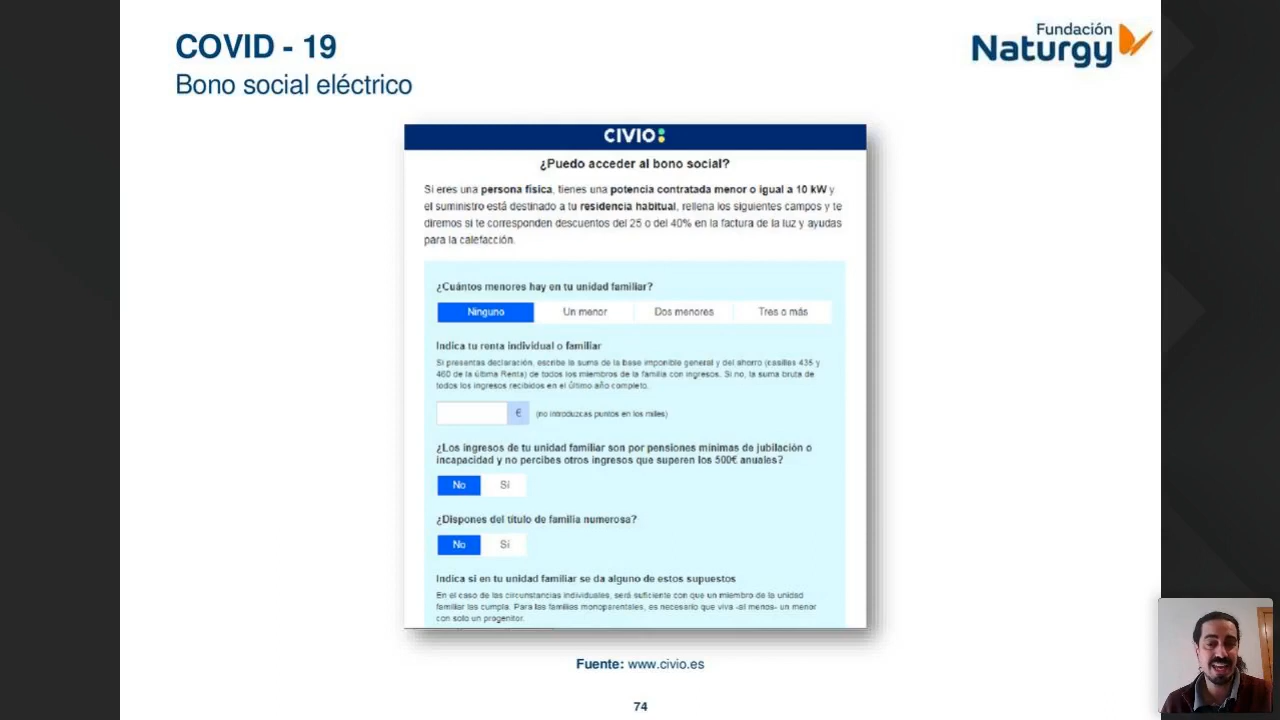 COVID - 19
Bono social eléctrico
Fundación
Naturgy
CIVIO:
¿Puedo acceder al bono social?
Si eres una persona física, tienes una potencia contratada menor o igual a 10 kW y
el suministro está destinado a tu residencia habitual, rellena los siguientes campos y te
diremos si te corresponden descuentos del 25 o del 40% en la factura de la luz y ayudas
para la calefacción.
¿Cuántos menores hay en tu unidad familiar?
Ninguno Un menor Dos menores Tres o más
Indica tu renta individual o familiar
Si presentas declaración, escribe la suma de la base imponible general y del ahorro (casillas 435 y
460 de la última Renta) de todos los miembros de la familia con ingresos. Si no, la suma bruta de
todos los ingresos recibidos en el último año completo.
€ (no introduzcas puntos en los miles)
¿Los ingresos de tu unidad familiar son por pensiones mínimas de jubilación o
incapacidad y no percibes otros ingresos que superen los 500€ anuales?
No Sí
¿Dispones del título de familia numerosa?
No Sí
Indica si en tu unidad familiar se da alguno de estos supuestos
En el caso de las circunstancias individuales, será suficiente con que un miembro de la unidad
familiar las cumpla. Para las familias monoparentales, es necesario que viva -al menos- un menor
con solo un progenitor.
Fuente: www.civio.es
74